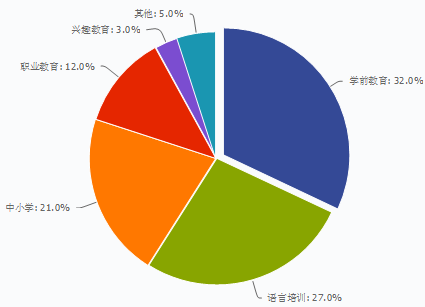 其他: 5.0%
兴趣教育: 3.0%
职业教育: 12.0%
学前教育: 32.0%
中小学: 21.0%
语言培训: 27.0%